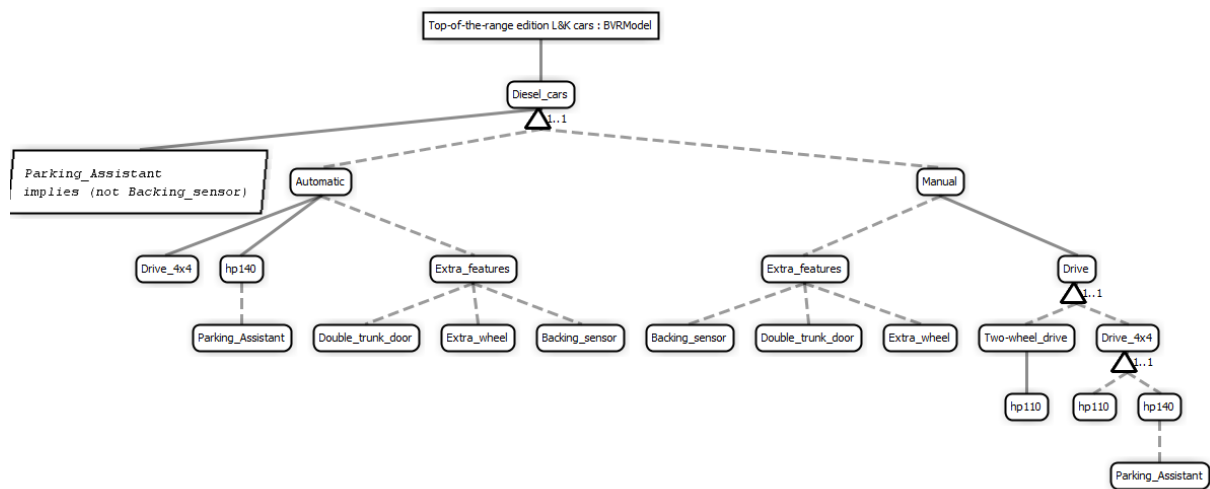 Top-of-the-range edition L&K cars : BVRModel
Diesel_cars
1..1
Parking_Assistant
implies (not Backing_sensor)
Automatic
Manual
Drive_4x4
hp140
Extra_features
Extra_features
Drive
1..1
Parking_Assistant
Double_trunk_door
Extra_wheel
Backing_sensor
Backing_sensor
Double_trunk_door
Extra_wheel
Two-wheel_drive
Drive_4x4
1..1
hp110
hp110
hp140
Parking_Assistant